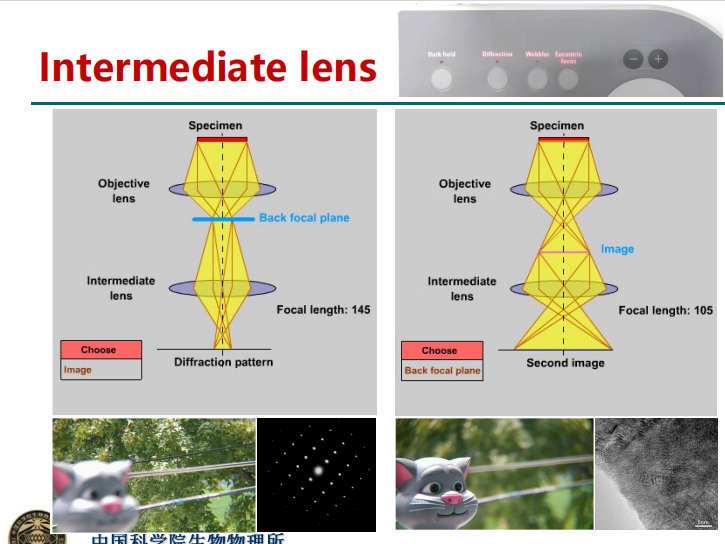 Intermediate lens
Dark field
Diffraction
Wobbler
Eucentric
focus
Specimen
Objective
lens
Back focal plane
Intermediate
lens
Focal length: 145
Choose
Image
Diffraction pattern
Specimen
Objective
lens
Image
Intermediate
lens
Focal length: 105
Choose
Back focal plane
Second image
5nm
中国科学院生物物理所